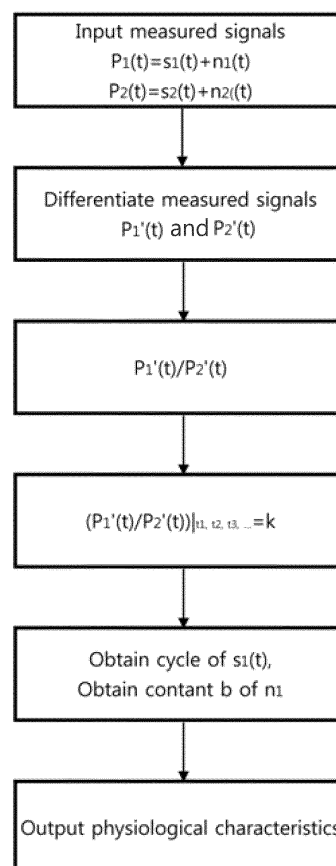 Input measured signals
P1(t)=s1(t)+n1(t)
P2(t)=s2(t)+n2((t)
Differentiate measured signals
P1'(t) and P2'(t)
P1'(t)/P2'(t)
(P1'(t)/P2'(t))|t1, t2, t3, ...=k
Obtain cycle of s1(t),
Obtain contant b of n1
Output physiological characteristics